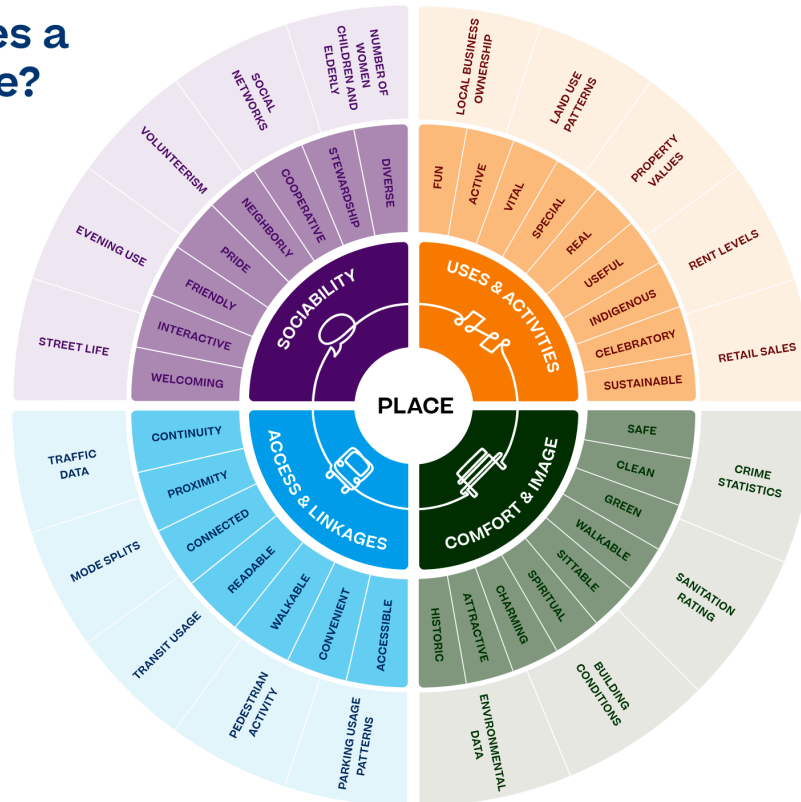 es a
e?
NUMBER OF
WOMEN
CHILDREN AND
ELDERLY
SOCIAL
NETWORKS
VOLUNTEERISM
EVENING USE
STREET LIFE
DIVERSE
STEWARDSHIP
COOPERATIVE
NEIGHBORLY
PRIDE
FRIENDLY
INTERACTIVE
WELCOMING
SOCIABILITY
LOCAL BUSINESS
OWNERSHIP
LAND USE
PATTERNS
PROPERTY
VALUES
RENT LEVELS
RETAIL SALES
FUN
ACTIVE
VITAL
SPECIAL
REAL
USEFUL
INDIGENOUS
CELEBRATORY
SUSTAINABLE
USES & ACTIVITIES
PLACE
ACCESS & LINKAGES
CONTINUITY
PROXIMITY
CONNECTED
READABLE
WALKABLE
CONVENIENT
ACCESSIBLE
TRAFFIC
DATA
MODE SPLITS
TRANSIT USAGE
PEDESTRIAN
ACTIVITY
PARKING USAGE
PATTERNS
COMFORT & IMAGE
SAFE
CLEAN
GREEN
WALKABLE
SITTABLE
SPIRITUAL
CHARMING
ATTRACTIVE
HISTORIC
CRIME
STATISTICS
SANITATION
RATING
BUILDING
CONDITIONS
ENVIRONMENTAL
DATA